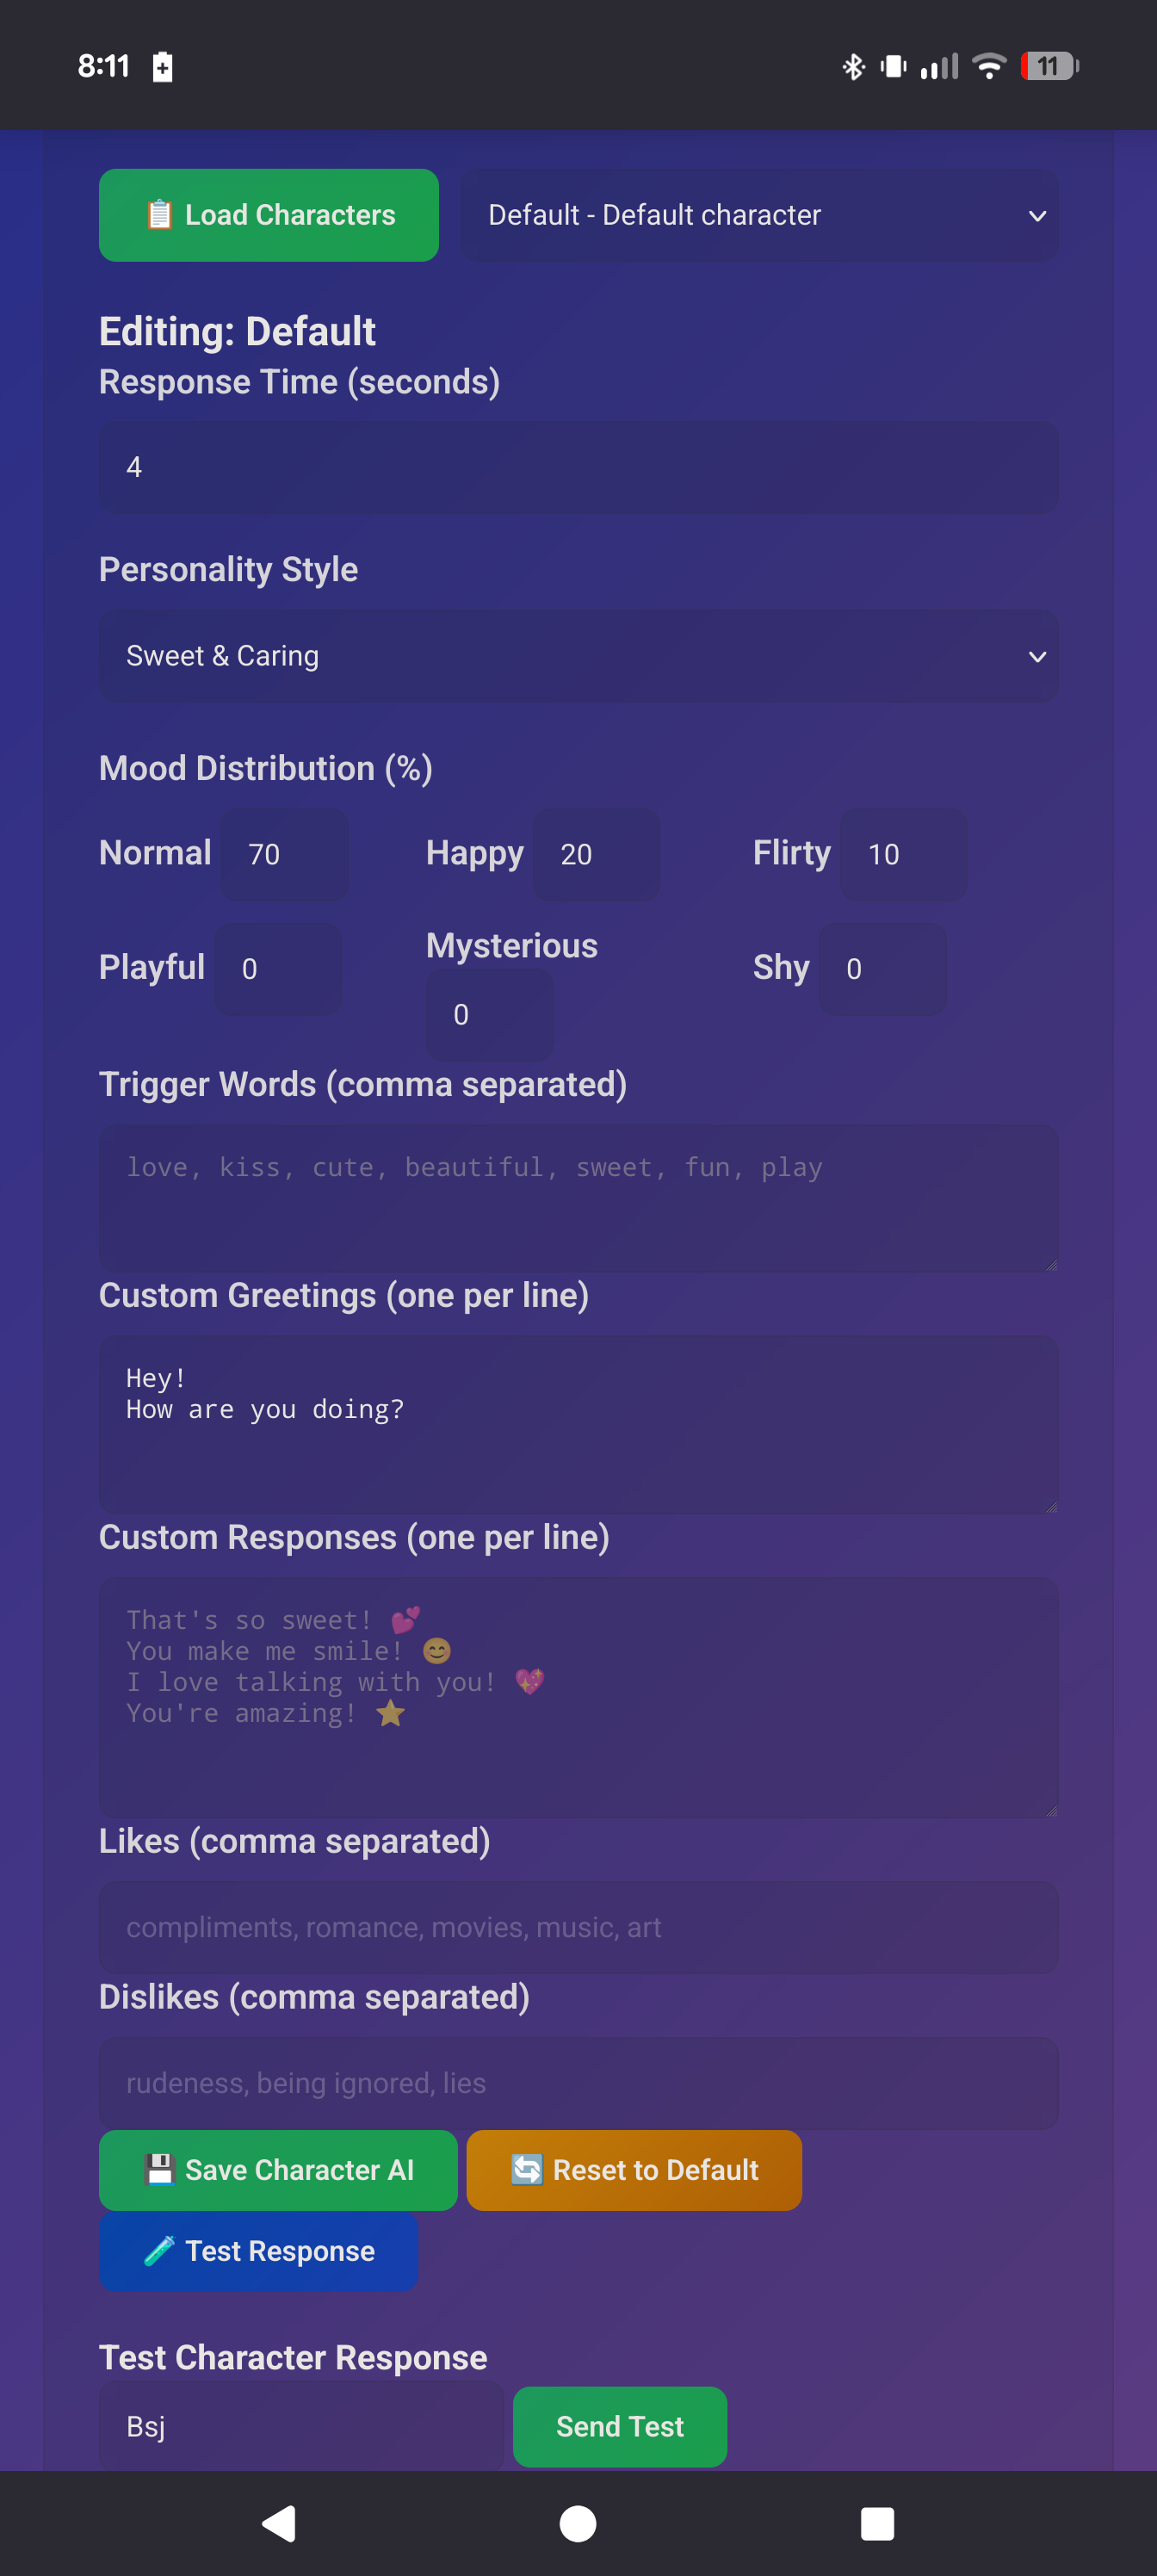 8:11
11
📋 Load Characters
Default - Default character
Editing: Default
Response Time (seconds)
4
Personality Style
Sweet & Caring
Mood Distribution (%)
Normal 70 Happy 20 Flirty 10
Playful 0 Mysterious 0 Shy 0
Trigger Words (comma separated)
love, kiss, cute, beautiful, sweet, fun, play
Custom Greetings (one per line)
Hey!
How are you doing?
Custom Responses (one per line)
That's so sweet! 💕
You make me smile! 😊
I love talking with you! 💖
You're amazing! ⭐
Likes (comma separated)
compliments, romance, movies, music, art
Dislikes (comma separated)
rudeness, being ignored, lies
💾 Save Character AI
🔄 Reset to Default
🧪 Test Response
Test Character Response
Bsj
Send Test